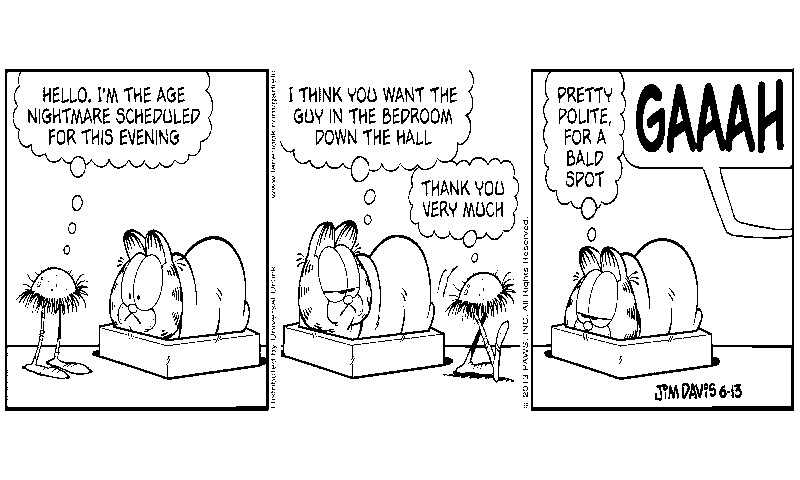 HELLO. I'M THE AGE
NIGHTMARE SCHEDULED
FOR THIS EVENING
I THINK YOU WANT THE
GUY IN THE BEDROOM
DOWN THE HALL
THANK YOU
VERY MUCH
PRETTY
POLITE,
FOR A
BALD
SPOT
GAAAH
© 2013 PAWS, INC. All Rights Reserved.
JIM DAVIS 6-13